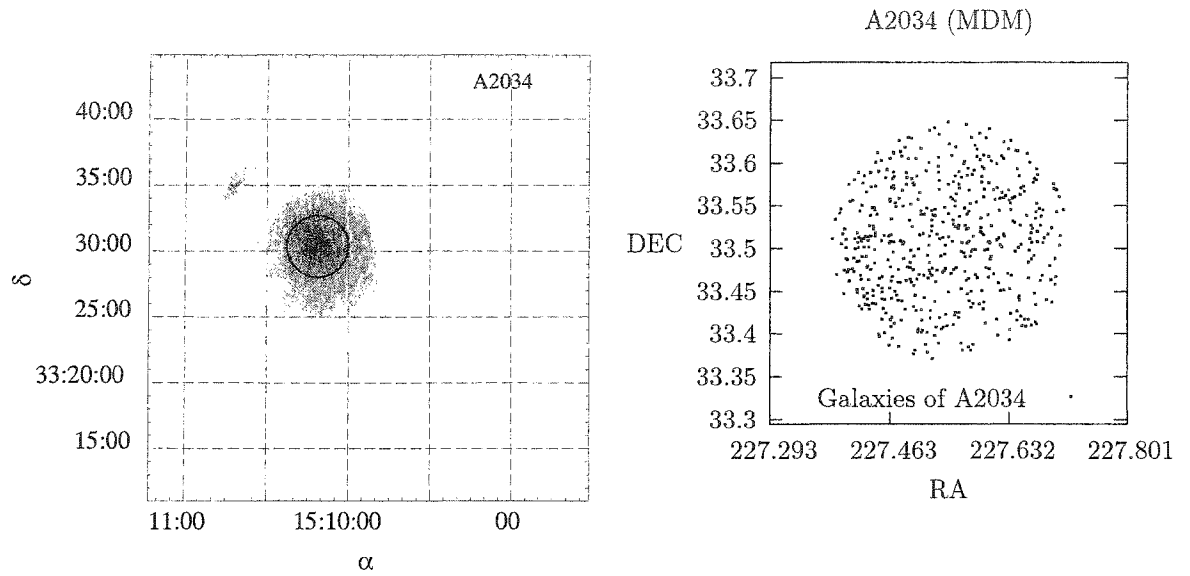 A2034
40:00
35:00
30:00
25:00
33:20:00
15:00
δ
11:00 15:10:00 00
α
A2034 (MDM)
33.7
33.65
33.6
33.55
33.5
33.45
33.4
33.35
33.3
DEC
Galaxies of A2034
227.293 227.463 227.632 227.801
RA